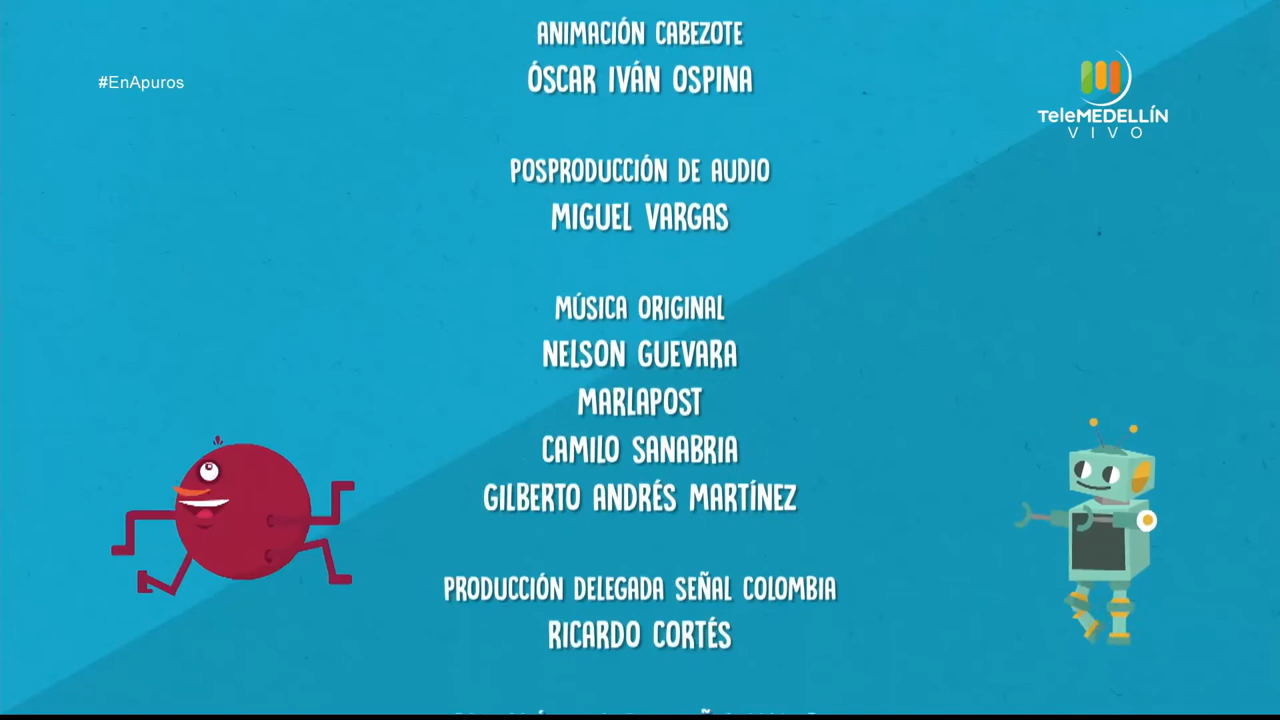 ANIMACIÓN CABEZOTE
ÓSCAR IVÁN OSPINA
#EnApuros
TeleMEDELLÍN
VIVO
POSPRODUCCIÓN DE AUDIO
MIGUEL VARGAS
MÚSICA ORIGINAL
NELSON GUEVARA
MARLAPOST
CAMILO SANABRIA
GILBERTO ANDRÉS MARTÍNEZ
PRODUCCIÓN DELEGADA SEÑAL COLOMBIA
RICARDO CORTÉS